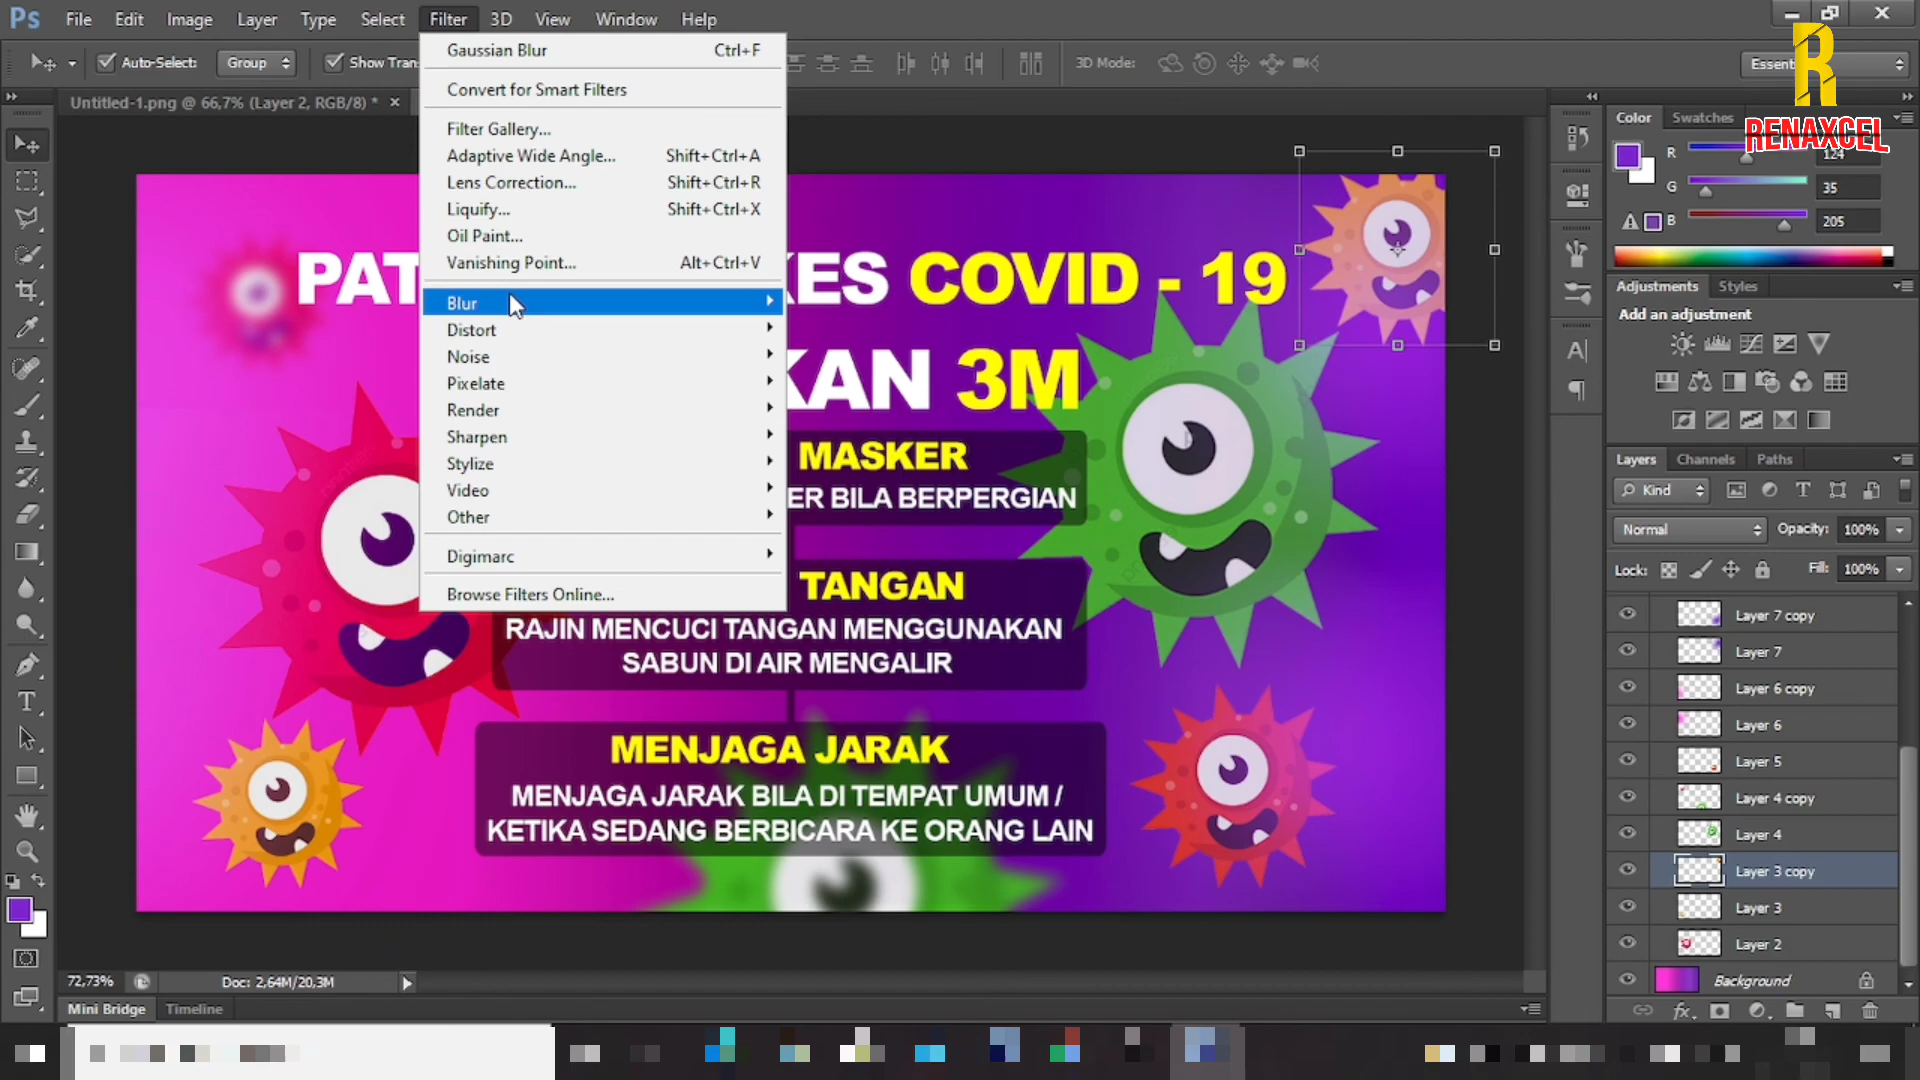 Ps File Edit Image Layer Type Select Filter 3D View Window Help
Auto-Select: Group Show Tran 3D Mode: Essent
R
RENAXCEL
Untitled-1.png @ 66,7% (Layer 2, RGB/8) *
Gaussian Blur Ctrl+F
Convert for Smart Filters
Filter Gallery...
Adaptive Wide Angle... Shift+Ctrl+A
Lens Correction... Shift+Ctrl+R
Liquify... Shift+Ctrl+X
Oil Paint...
Vanishing Point... Alt+Ctrl+V
Blur
Distort
Noise
Pixelate
Render
Sharpen
Stylize
Video
Other
Digimarc
Browse Filters Online...
PAT KES COVID - 19
KAN 3M
MASKER
ER BILA BERPERGIAN
TANGAN
RAJIN MENCUCI TANGAN MENGGUNAKAN
SABUN DI AIR MENGALIR
MENJAGA JARAK
MENJAGA JARAK BILA DI TEMPAT UMUM /
KETIKA SEDANG BERBICARA KE ORANG LAIN
Color Swatches
R 124
G 35
B 205
Adjustments Styles
Add an adjustment
Layers Channels Paths
Kind
Normal Opacity: 100%
Lock: Fill: 100%
Layer 7 copy
Layer 7
Layer 6 copy
Layer 6
Layer 5
Layer 4 copy
Layer 4
Layer 3 copy
Layer 3
Layer 2
Background
72,73% Doc: 2,64M/20,3M
Mini Bridge Timeline